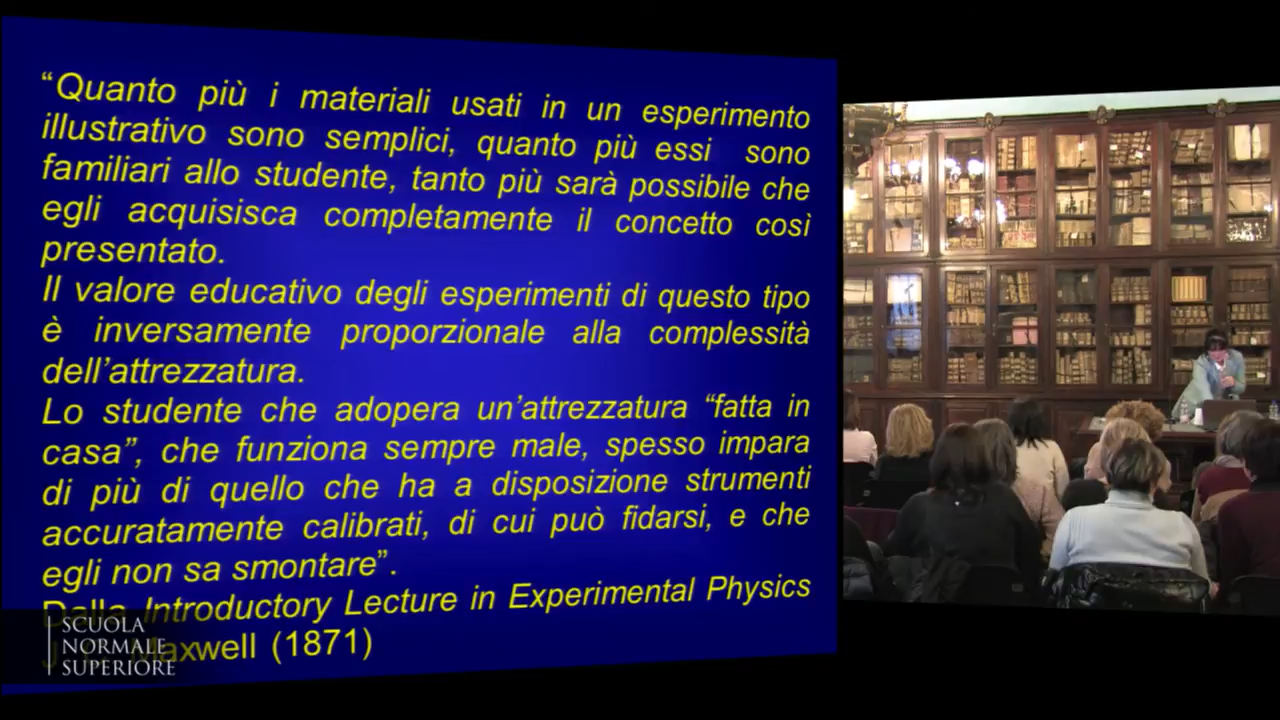 “Quanto più i materiali usati in un esperimento
illustrativo sono semplici, quanto più essi sono
familiari allo studente, tanto più sarà possibile che
egli acquisisca completamente il concetto così
presentato.
Il valore educativo degli esperimenti di questo tipo
è inversamente proporzionale alla complessità
dell’attrezzatura.
Lo studente che adopera un’attrezzatura “fatta in
casa”, che funziona sempre male, spesso impara
di più di quello che ha a disposizione strumenti
accuratamente calibrati, di cui può fidarsi, e che
egli non sa smontare”.
Dalla Introductory Lecture in Experimental Physics
Maxwell (1871)
SCUOLA
NORMALE
SUPERIORE